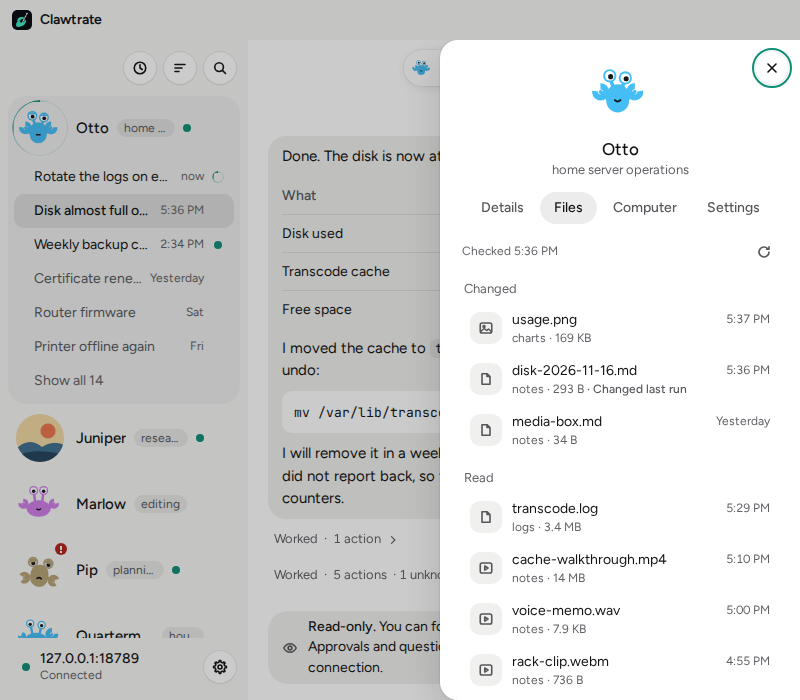 Clawtrate
Otto home ...
Rotate the logs on e... now
Disk almost full o... 5:36 PM
Weekly backup c... 2:34 PM
Certificate rene... Yesterday
Router firmware Sat
Printer offline again Fri
Show all 14
Juniper resea...
Marlow editing
Pip planni...
Quarterm hou
127.0.0.1:18789
Connected
Done. The disk is now at
What
Disk used
Transcode cache
Free space
I moved the cache to
undo:
mv /var/lib/transco
I will remove it in a week
did not report back, so
counters.
Worked · 1 action
Worked · 5 actions · 1 unkno
Read-only. You can fo
Approvals and questi
connection.
Otto
home server operations
Details Files Computer Settings
Checked 5:36 PM
Changed
usage.png 5:37 PM
charts · 169 KB
disk-2026-11-16.md 5:36 PM
notes · 293 B · Changed last run
media-box.md Yesterday
notes · 34 B
Read
transcode.log 5:29 PM
logs · 3.4 MB
cache-walkthrough.mp4 5:10 PM
notes · 14 MB
voice-memo.wav 5:00 PM
notes · 7.9 KB
rack-clip.webm 4:55 PM
notes · 736 B